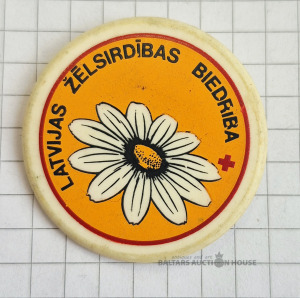 LATVIJAS ŽĒLSIRDĪBAS BIEDRĪBA
BALTARS AUCTION HOUSE